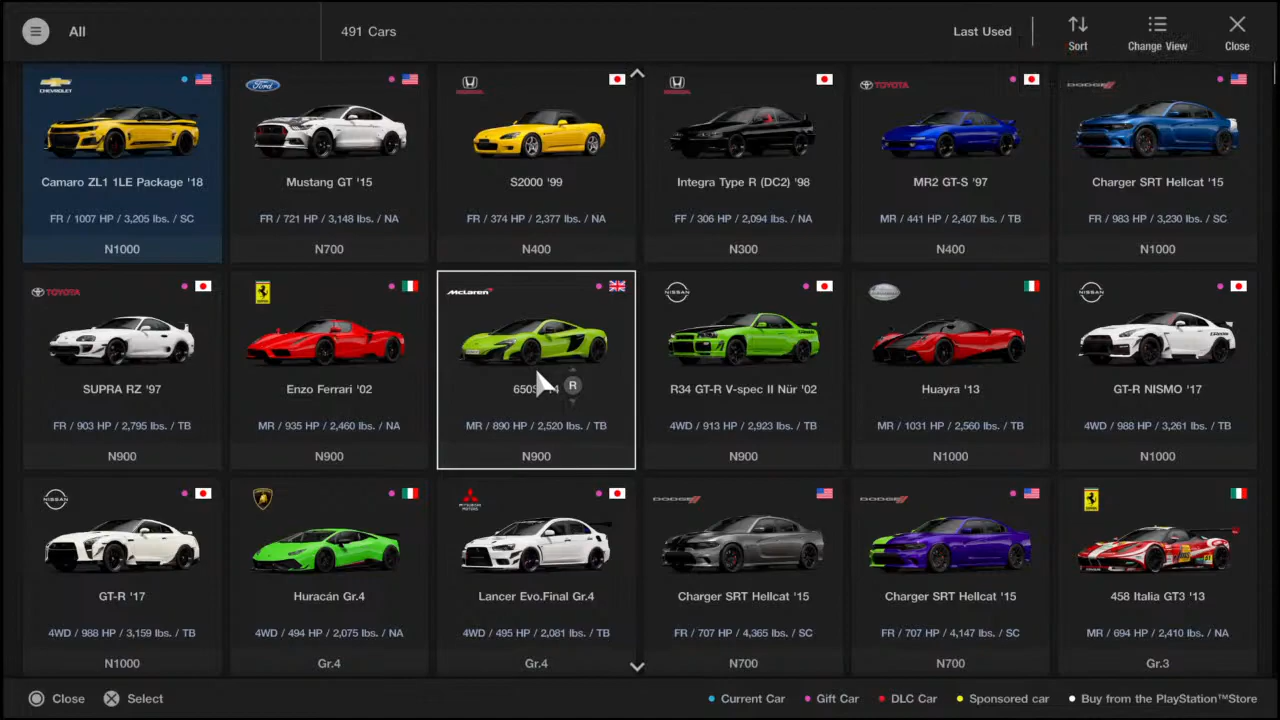 All
491 Cars
Last Used
Sort
Change View
Close
CHEVROLET
Ford
HONDA
HONDA
TOYOTA
DODGE
Camaro ZL1 1LE Package '18
Mustang GT '15
S2000 '99
Integra Type R (DC2) '98
MR2 GT-S '97
Charger SRT Hellcat '15
FR / 1007 HP / 3,205 lbs. / SC
FR / 721 HP / 3,148 lbs. / NA
FR / 374 HP / 2,377 lbs. / NA
FF / 306 HP / 2,094 lbs. / NA
MR / 441 HP / 2,407 lbs. / TB
FR / 983 HP / 3,230 lbs. / SC
N1000
N700
N400
N300
N400
N1000
TOYOTA
McLaren
NISSAN
NISSAN
SUPRA RZ '97
Enzo Ferrari '02
R
R34 GT-R V-spec II Nür '02
Huayra '13
GT-R NISMO '17
FR / 903 HP / 2,795 lbs. / TB
MR / 935 HP / 2,460 lbs. / NA
MR / 890 HP / 2,520 lbs. / TB
4WD / 913 HP / 2,923 lbs. / TB
MR / 1031 HP / 2,560 lbs. / TB
4WD / 988 HP / 3,261 lbs. / TB
N900
N900
N900
N900
N1000
N1000
NISSAN
MITSUBISHI
MOTORS
DODGE
DODGE
GT-R '17
Huracán Gr.4
Lancer Evo.Final Gr.4
Charger SRT Hellcat '15
Charger SRT Hellcat '15
458 Italia GT3 '13
4WD / 988 HP / 3,159 lbs. / TB
4WD / 494 HP / 2,075 lbs. / NA
4WD / 495 HP / 2,081 lbs. / TB
FR / 707 HP / 4,365 lbs. / SC
FR / 707 HP / 4,147 lbs. / SC
MR / 694 HP / 2,410 lbs. / NA
N1000
Gr.4
Gr.4
N700
N700
Gr.3
Close
Select
Current Car
Gift Car
DLC Car
Sponsored car
Buy from the PlayStation™Store